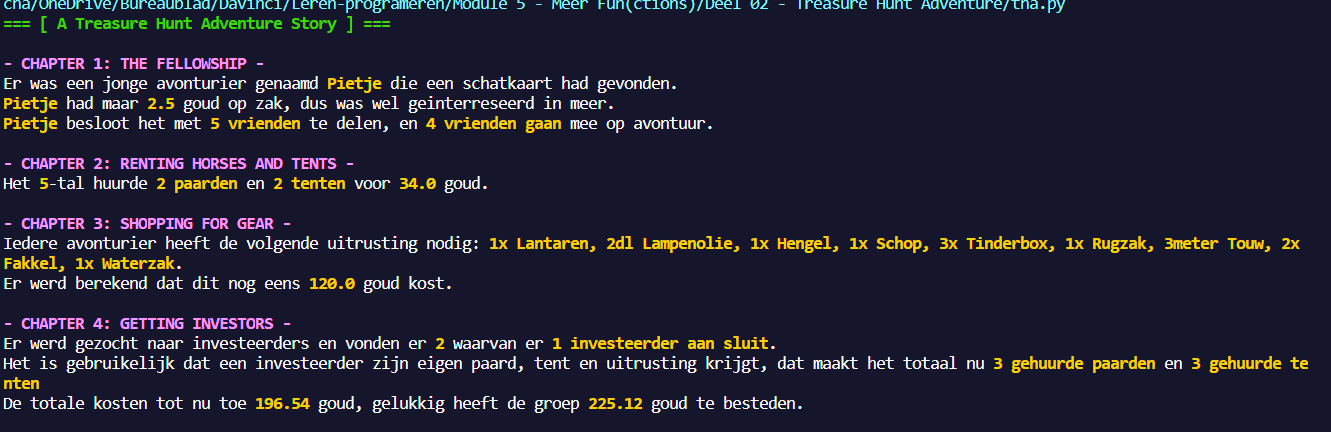 cha/OneDrive/Bureaublad/Davinci/Leren-programeren/Module 5 - Meer Fun(ctions)/Deel 02 - Treasure Hunt Adventure/tha.py
=== [ A Treasure Hunt Adventure Story ] ===
- CHAPTER 1: THE FELLOWSHIP -
Er was een jonge avonturier genaamd Pietje die een schatkaart had gevonden.
Pietje had maar 2.5 goud op zak, dus was wel geinterreseerd in meer.
Pietje besloot het met 5 vrienden te delen, en 4 vrienden gaan mee op avontuur.
- CHAPTER 2: RENTING HORSES AND TENTS -
Het 5-tal huurde 2 paarden en 2 tenten voor 34.0 goud.
- CHAPTER 3: SHOPPING FOR GEAR -
Iedere avonturier heeft de volgende uitrusting nodig: 1x Lantaren, 2dl Lampenolie, 1x Hengel, 1x Schop, 3x Tinderbox, 1x Rugzak, 3meter Touw, 2x
Fakkel, 1x Waterzak.
Er werd berekend dat dit nog eens 120.0 goud kost.
- CHAPTER 4: GETTING INVESTORS -
Er werd gezocht naar investeerders en vonden er 2 waarvan er 1 investeerder aan sluit.
Het is gebruikelijk dat een investeerder zijn eigen paard, tent en uitrusting krijgt, dat maakt het totaal nu 3 gehuurde paarden en 3 gehuurde te
nten
De totale kosten tot nu toe 196.54 goud, gelukkig heeft de groep 225.12 goud te besteden.